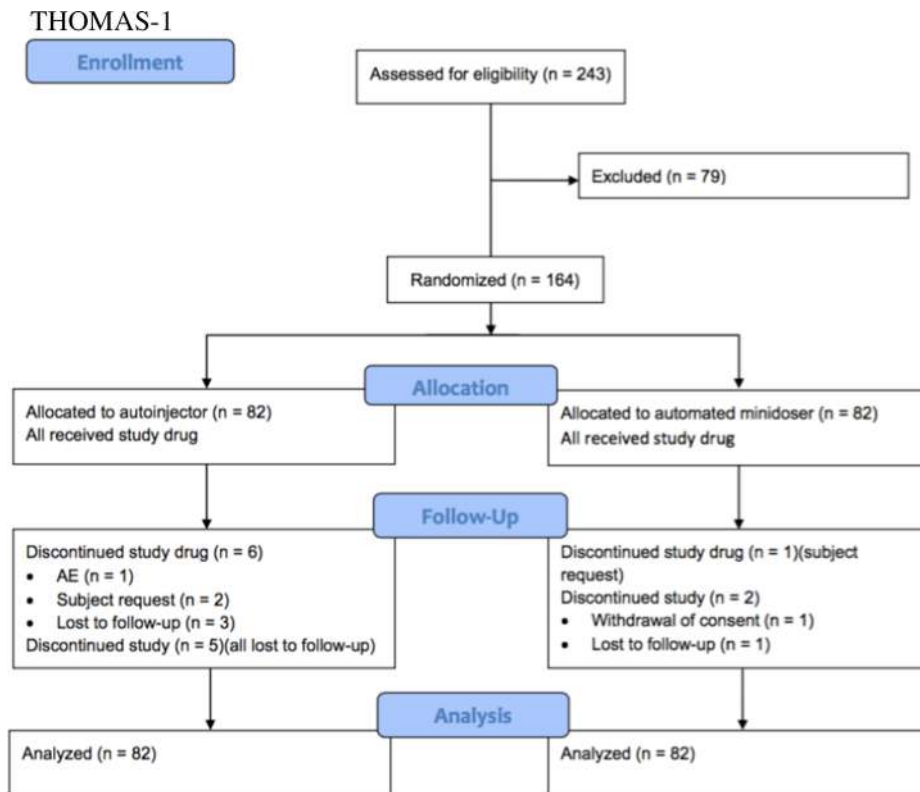 THOMAS-1
Enrollment
Assessed for eligibility (n = 243)
Excluded (n = 79)
Randomized (n = 164)
Allocation
Allocated to autoinjector (n = 82)
All received study drug
Allocated to automated minidoser (n = 82)
All received study drug
Follow-Up
Discontinued study drug (n = 6)
• AE (n = 1)
• Subject request (n = 2)
• Lost to follow-up (n = 3)
Discontinued study (n = 5)(all lost to follow-up)
Discontinued study drug (n = 1)(subject
request)
Discontinued study (n = 2)
• Withdrawal of consent (n = 1)
• Lost to follow-up (n = 1)
Analysis
Analyzed (n = 82)
Analyzed (n = 82)